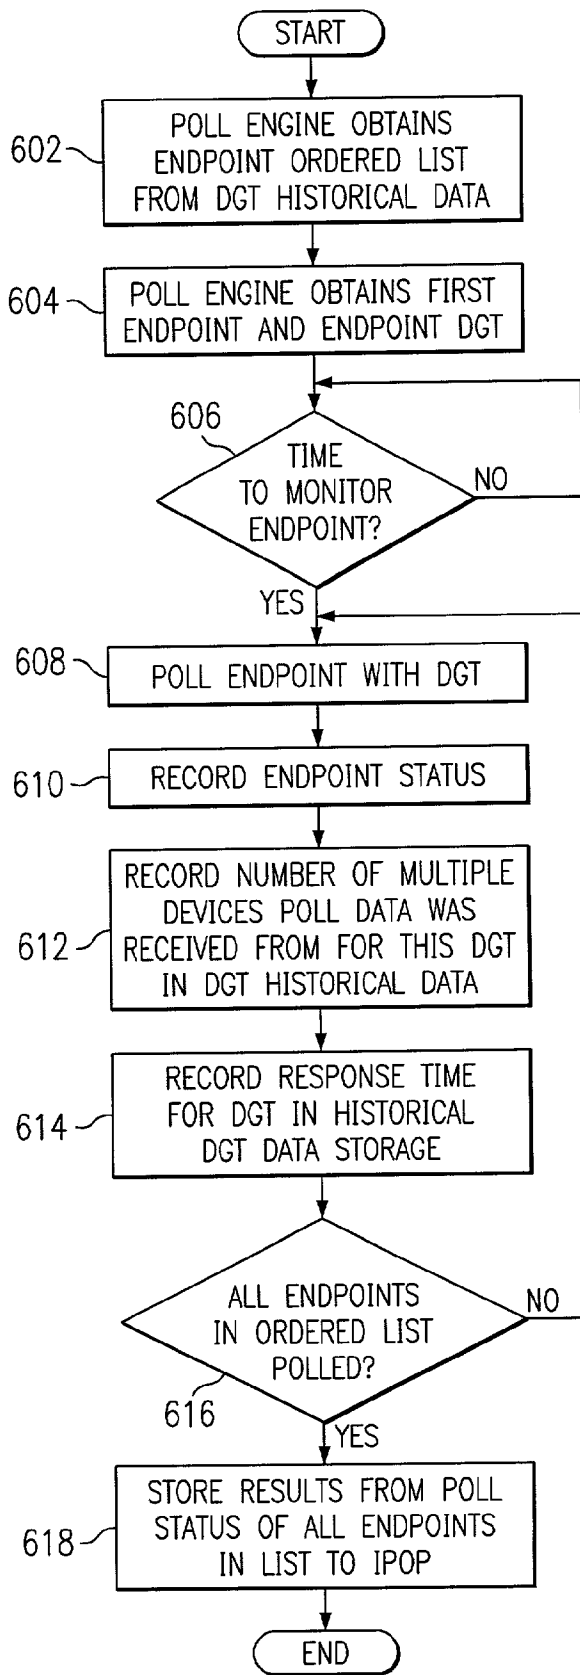 START
602
POLL ENGINE OBTAINS
ENDPOINT ORDERED LIST
FROM DGT HISTORICAL DATA
604
POLL ENGINE OBTAINS FIRST
ENDPOINT AND ENDPOINT DGT
606
TIME
TO MONITOR
ENDPOINT?
NO
YES
608
POLL ENDPOINT WITH DGT
610
RECORD ENDPOINT STATUS
612
RECORD NUMBER OF MULTIPLE
DEVICES POLL DATA WAS
RECEIVED FROM FOR THIS DGT
IN DGT HISTORICAL DATA
614
RECORD RESPONSE TIME
FOR DGT IN HISTORICAL
DGT DATA STORAGE
ALL ENDPOINTS
IN ORDERED LIST
POLLED?
NO
616
YES
618
STORE RESULTS FROM POLL
STATUS OF ALL ENDPOINTS
IN LIST TO IPOP
END